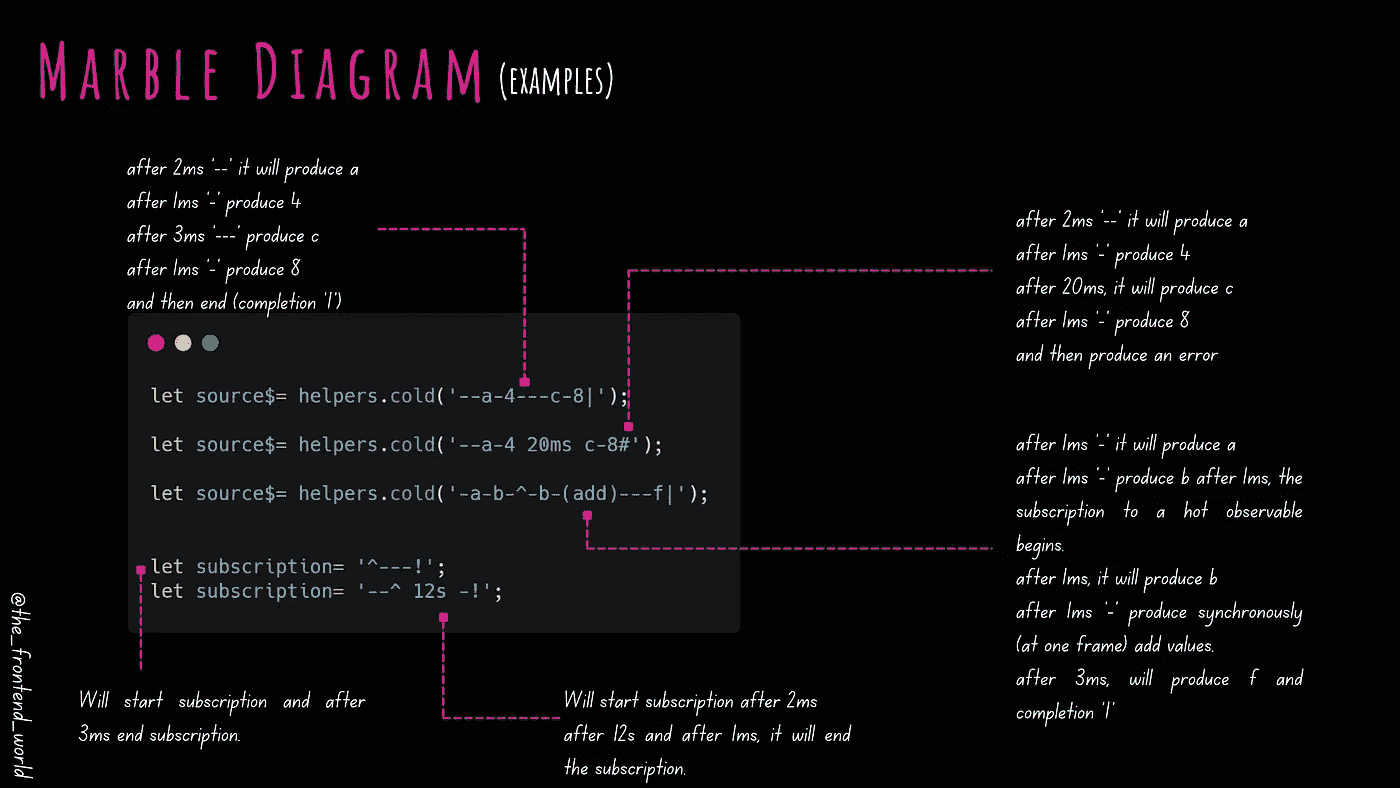 MARBLE DIAGRAM (EXAMPLES)
after 2ms '--' it will produce a
after 1ms '-' produce 4
after 3ms '---' produce c
after 1ms '-' produce 8
and then end (completion '|')
let source$= helpers.cold('--a-4---c-8|');
let source$= helpers.cold('--a-4 20ms c-8#');
let source$= helpers.cold('-a-b-^-b-(add)---f|');
let subscription= '^---!';
let subscription= '--^ 12s -!';
after 2ms '--' it will produce a
after 1ms '-' produce 4
after 20ms, it will produce c
after 1ms '-' produce 8
and then produce an error
after 1ms '-' it will produce a
after 1ms '-' produce b after 1ms, the
subscription to a hot observable
begins.
after 1ms, it will produce b
after 1ms '-' produce synchronously
(at one frame) add values.
after 3ms, will produce f and
completion '|'
Will start subscription and after
3ms end subscription.
Will start subscription after 2ms
after 12s and after 1ms, it will end
the subscription.
@the_frontend_world